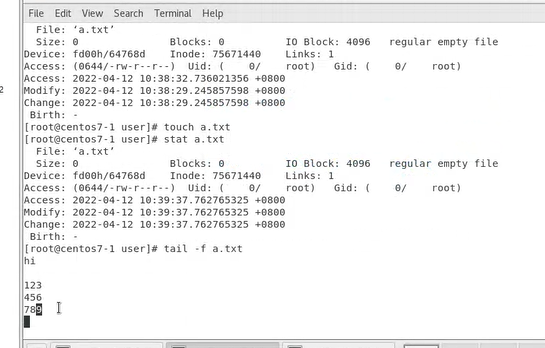 File Edit View Search Terminal Help
File: ‘a.txt’
Size: 0 Blocks: 0 IO Block: 4096 regular empty file
Device: fd00h/64768d Inode: 75671440 Links: 1
Access: (0644/-rw-r--r--) Uid: ( 0/ root) Gid: ( 0/ root)
Access: 2022-04-12 10:38:32.736021356 +0800
Modify: 2022-04-12 10:38:29.245857598 +0800
Change: 2022-04-12 10:38:29.245857598 +0800
Birth: -
[root@centos7-1 user]# touch a.txt
[root@centos7-1 user]# stat a.txt
File: ‘a.txt’
Size: 0 Blocks: 0 IO Block: 4096 regular empty file
Device: fd00h/64768d Inode: 75671440 Links: 1
Access: (0644/-rw-r--r--) Uid: ( 0/ root) Gid: ( 0/ root)
Access: 2022-04-12 10:39:37.762765325 +0800
Modify: 2022-04-12 10:39:37.762765325 +0800
Change: 2022-04-12 10:39:37.762765325 +0800
Birth: -
[root@centos7-1 user]# tail -f a.txt
hi
123
456
789